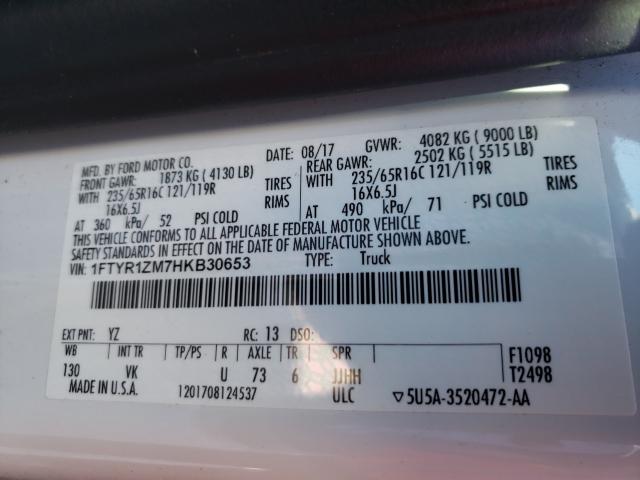 MFD. BY FORD MOTOR CO.
DATE: 08/17 GVWR: 4082 KG ( 9000 LB)
FRONT GAWR: 1873 KG ( 4130 LB)
REAR GAWR: 2502 KG ( 5515 LB)
WITH 235/65R16C 121/119R TIRES
WITH 235/65R16C 121/119R TIRES
16X6.5J RIMS
16X6.5J RIMS
AT 360 kPa/ 52 PSI COLD
AT 490 kPa/ 71 PSI COLD
THIS VEHICLE CONFORMS TO ALL APPLICABLE FEDERAL MOTOR VEHICLE
SAFETY STANDARDS IN EFFECT ON THE DATE OF MANUFACTURE SHOWN ABOVE.
VIN: 1FTYR1ZM7HKB30653 TYPE: Truck
EXT PNT: YZ RC: 13 DSO:
WB INT TR TP/PS R AXLE TR SPR F1098
130 VK U 73 6 JJHH T2498
MADE IN U.S.A. 1201708124537 ULC ▽5U5A-3520472-AA